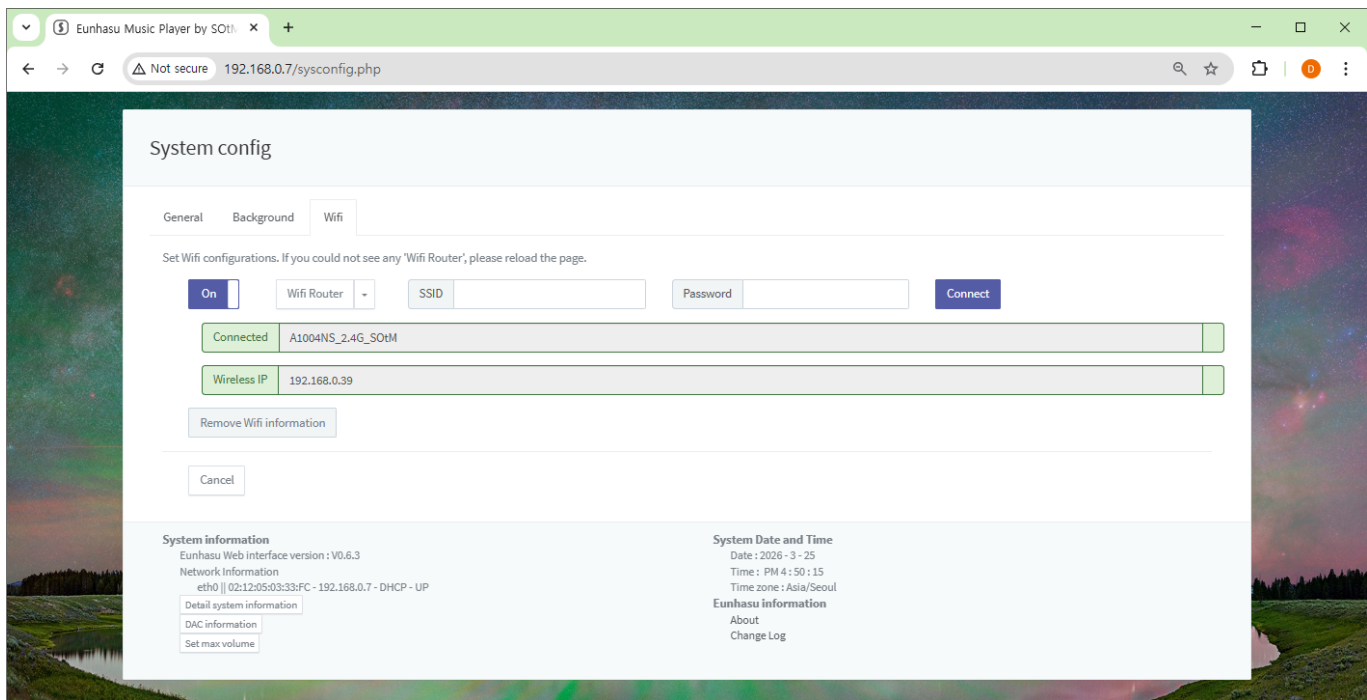 Eunhasu Music Player by SOtM
Not secure 192.168.0.7/sysconfig.php
D
System config
General Background Wifi
Set Wifi configurations. If you could not see any 'Wifi Router', please reload the page.
On Wifi Router SSID Password Connect
Connected A1004NS_2.4G_SOtM
Wireless IP 192.168.0.39
Remove Wifi information
Cancel
System information
Eunhasu Web interface version : V0.6.3
Network Information
eth0 || 02:12:05:03:33:FC - 192.168.0.7 - DHCP - UP
Detail system information
DAC information
Set max volume
System Date and Time
Date : 2026 - 3 - 25
Time : PM 4 : 50 : 15
Time zone : Asia/Seoul
Eunhasu information
About
Change Log